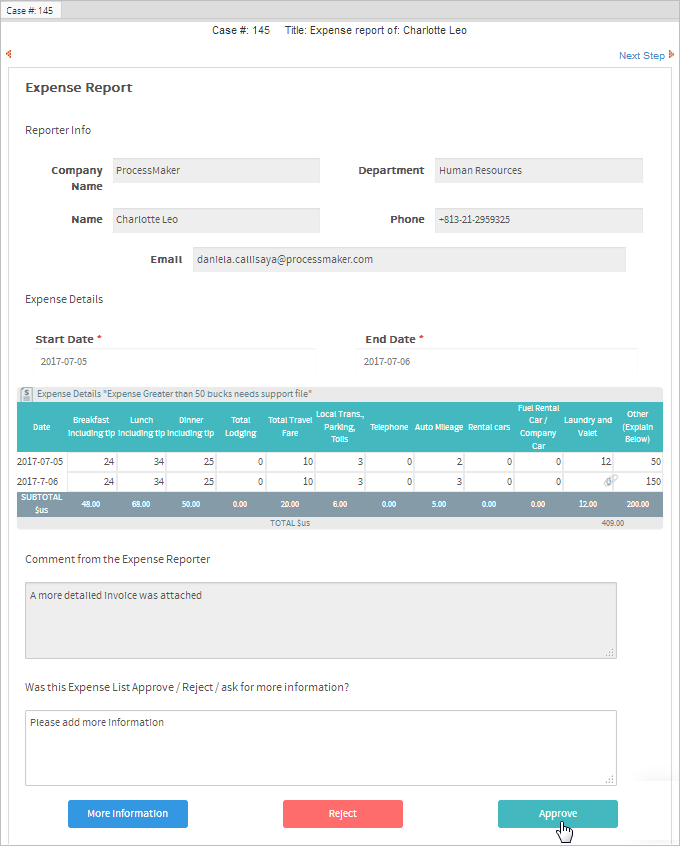 Case #: 145
Case #: 145 Title: Expense report of: Charlotte Leo
Next Step
Expense Report
Reporter Info
Company Name ProcessMaker Department Human Resources
Name Charlotte Leo Phone +813-21-2959325
Email daniela.callisaya@processmaker.com
Expense Details
Start Date * End Date *
2017-07-05 2017-07-06
Expense Details "Expense Greater than 50 bucks needs support file"
Date Breakfast including tip Lunch including tip Dinner including tip Total Lodging Total Travel Fare Local Trans., Parking, Tolls Telephone Auto Mileage Rental cars Fuel Rental Car / Company Car Laundry and Valet Other (Explain Below)
2017-07-05 24 34 25 0 10 3 0 2 0 0 12 50
2017-7-06 24 34 25 0 10 3 0 3 0 0 0 150
SUBTOTAL $us 48.00 68.00 50.00 0.00 20.00 6.00 0.00 5.00 0.00 0.00 12.00 200.00
TOTAL $us 409.00
Comment from the Expense Reporter
A more detailed invoice was attached
Was this Expense List Approve / Reject / ask for more information?
Please add more information
More Information Reject Approve